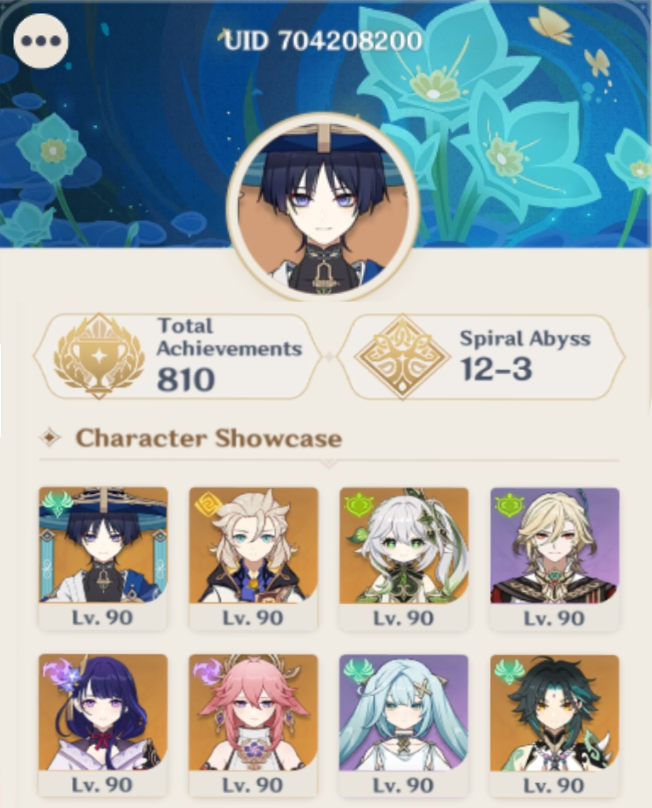 UID 704208200
Total
Achievements
810
Spiral Abyss
12-3
Character Showcase
Lv. 90 Lv. 90 Lv. 90 Lv. 90
Lv. 90 Lv. 90 Lv. 90 Lv. 90